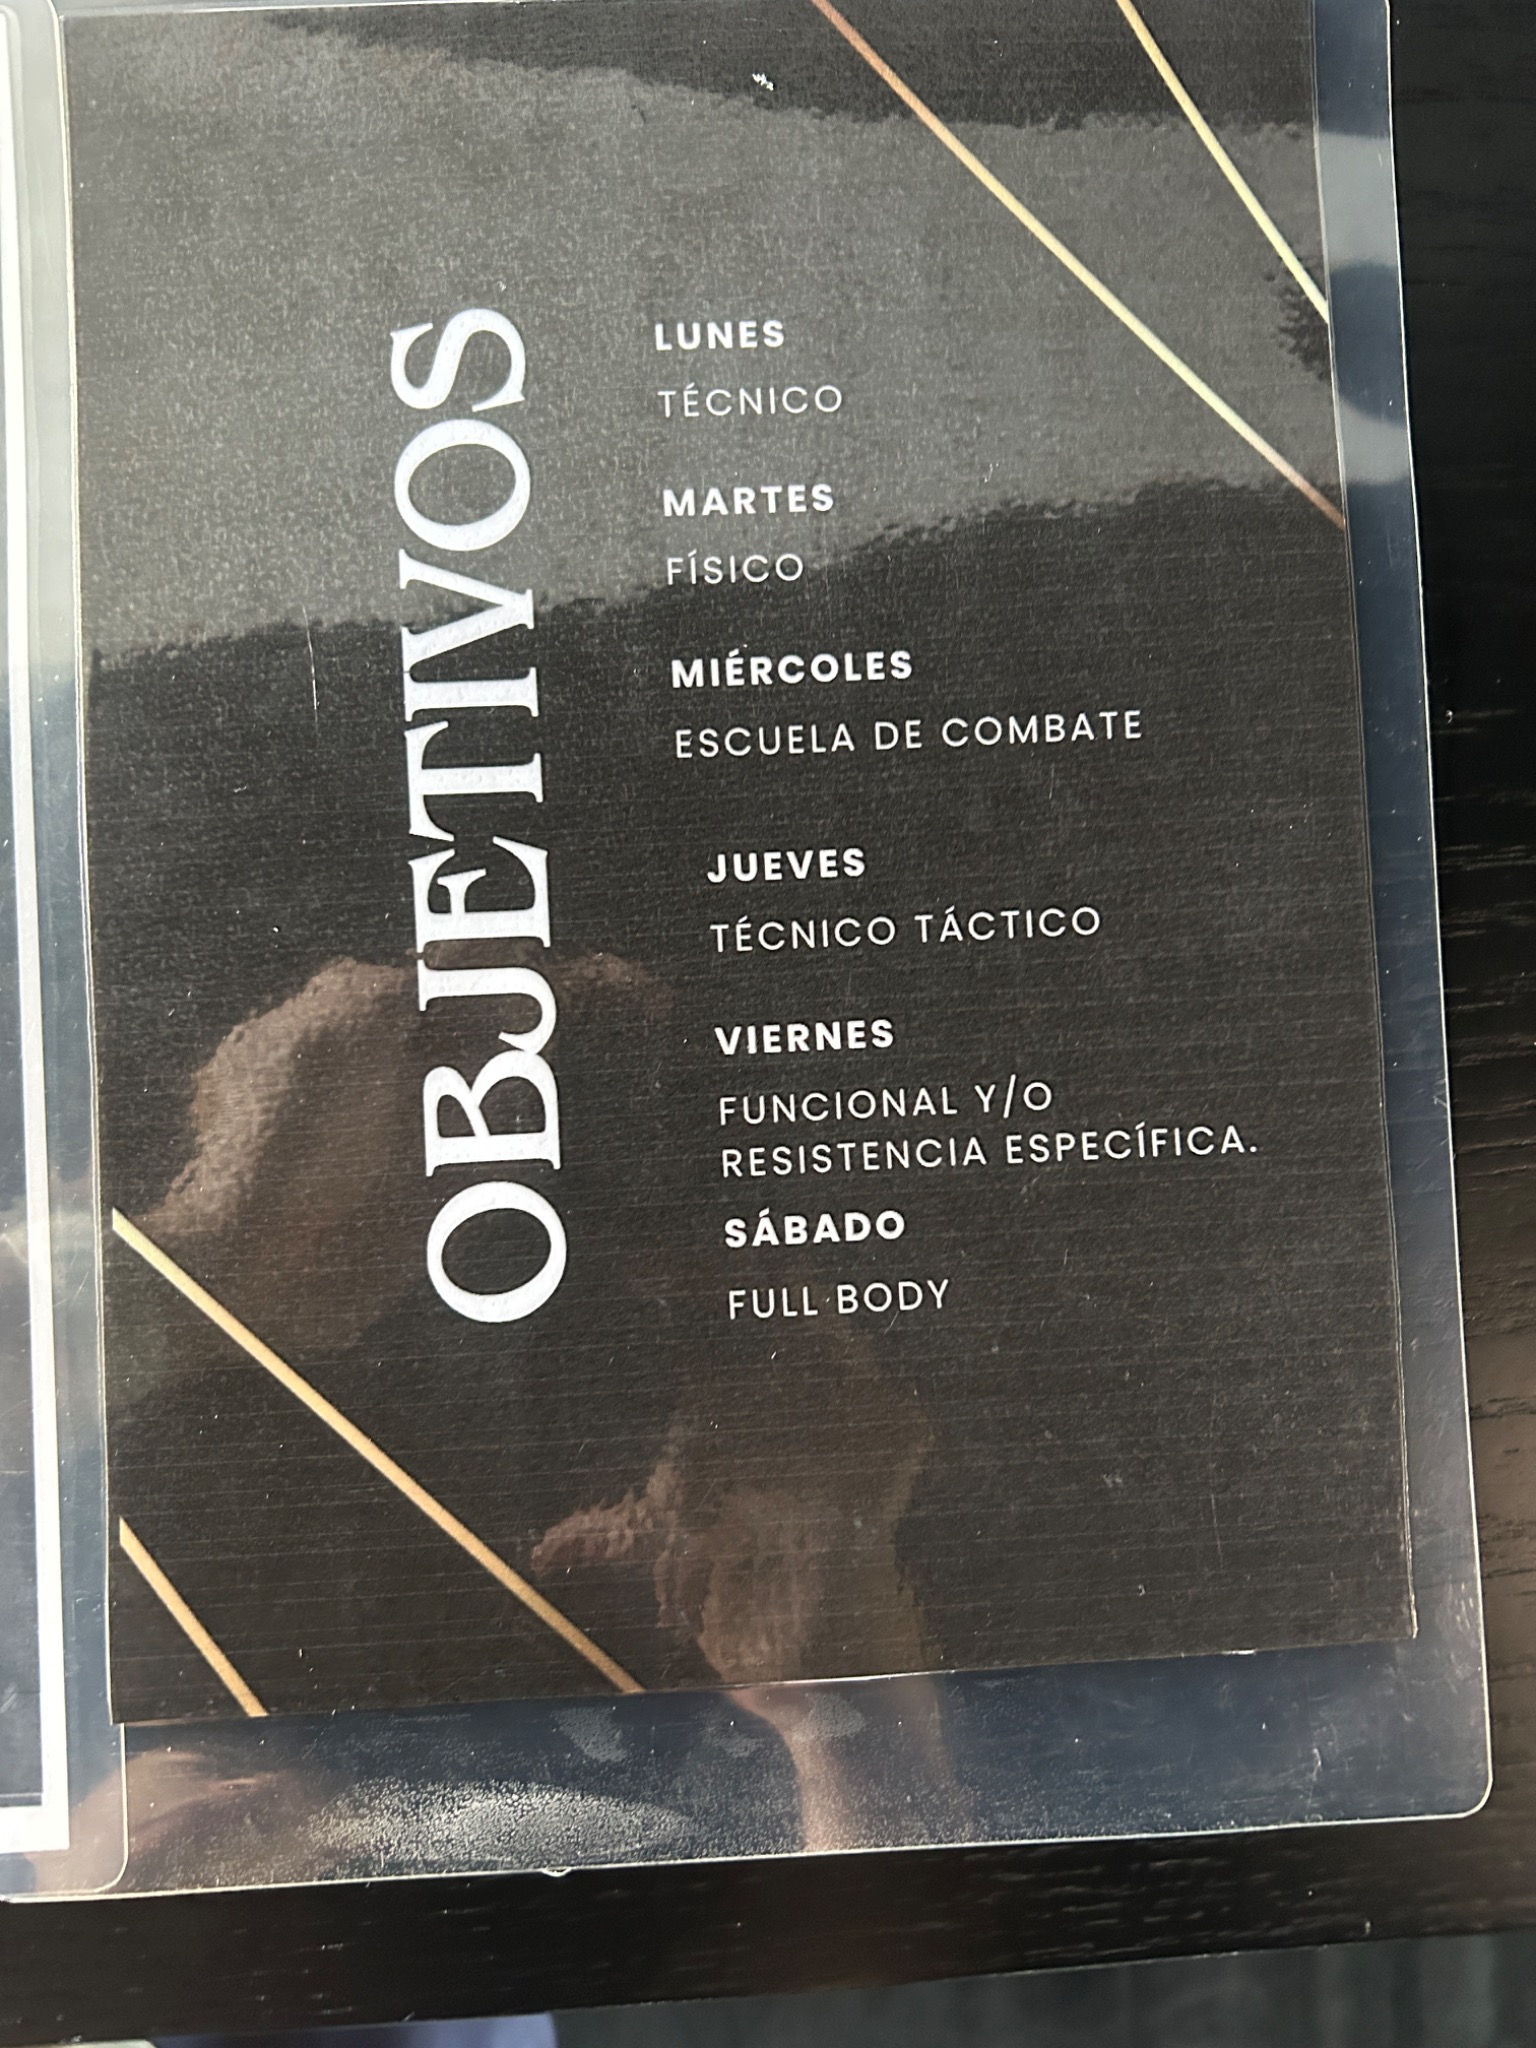 OBJETIVOS
LUNES
TÉCNICO
MARTES
FÍSICO
MIÉRCOLES
ESCUELA DE COMBATE
JUEVES
TÉCNICO TÁCTICO
VIERNES
FUNCIONAL Y/O
RESISTENCIA ESPECÍFICA.
SÁBADO
FULL BODY